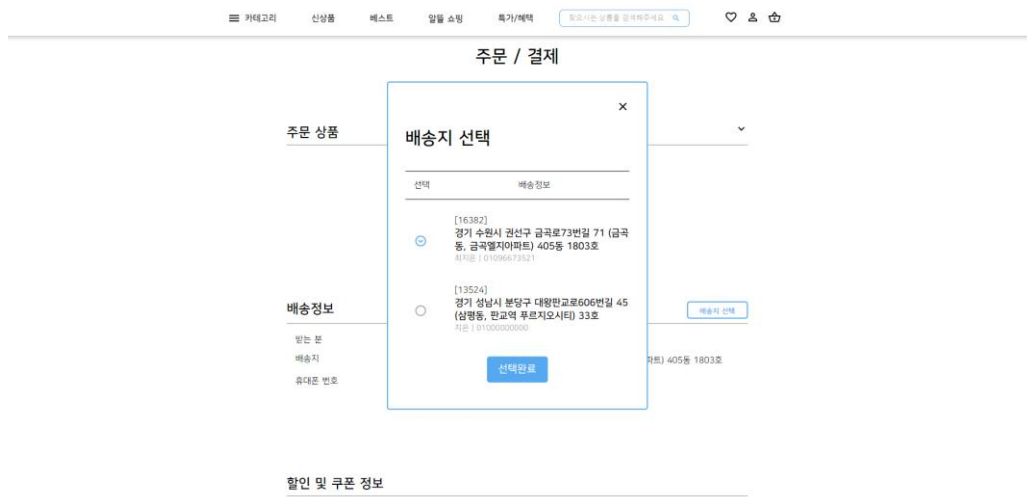 카테고리 신상품 베스트 알뜰 쇼핑 특가/혜택 찾으시는 상품을 검색해주세요
주문 / 결제
주문 상품
배송지 선택
선택 배송정보
[16382]
경기 수원시 권선구 금곡로73번길 71 (금곡
동, 금곡엘지아파트) 405동 1803호
최지윤 | 01096673521
[13524]
경기 성남시 분당구 대왕판교로606번길 45
(삼평동, 판교역 푸르지오시티) 33호
지윤 | 01000000000
선택완료
배송정보
배송지 선택
받는 분
배송지
파트) 405동 1803호
휴대폰 번호
할인 및 쿠폰 정보